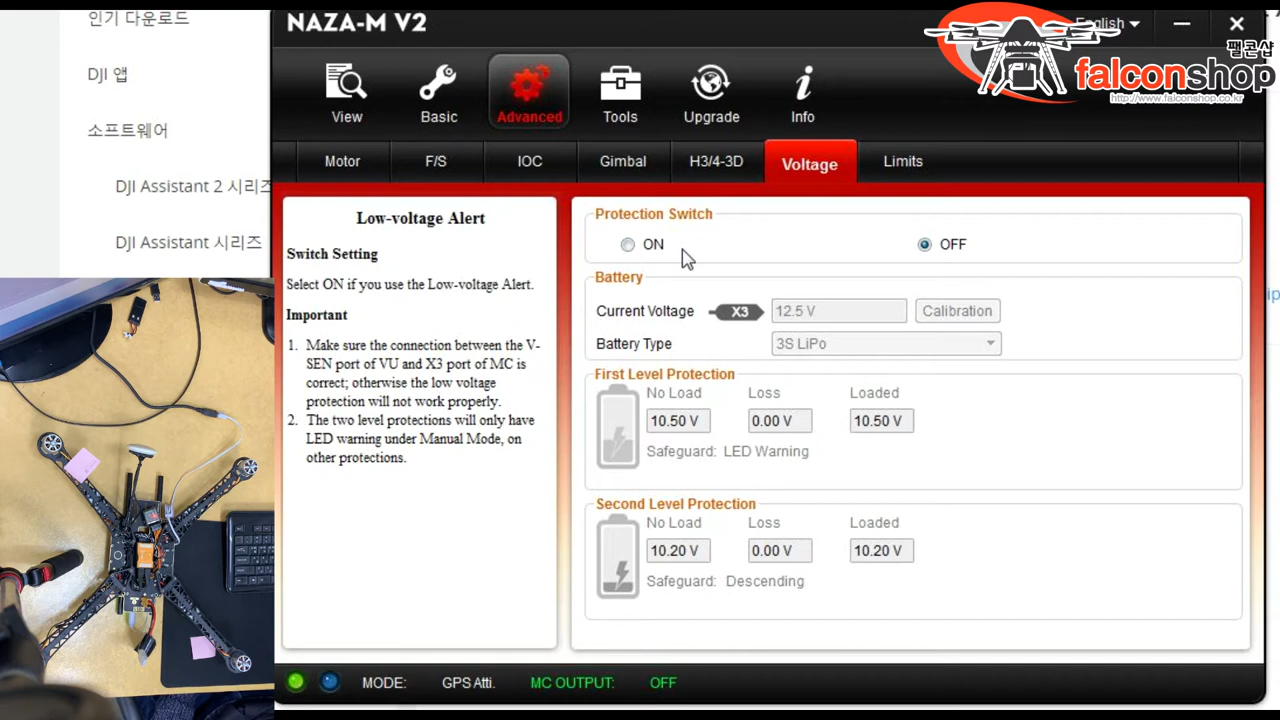 인기 다운로드
DJI 앱
소프트웨어
DJI Assistant 2 시리즈
DJI Assistant 시리즈
NAZA-M V2
English
팰콘샵
falconshop
http://www.falconshop.co.kr
View
Basic
Advanced
Tools
Upgrade
Info
Motor
F/S
IOC
Gimbal
H3/4-3D
Voltage
Limits
Low-voltage Alert
Switch Setting
Select ON if you use the Low-voltage Alert.
Important
1. Make sure the connection between the V-
SEN port of VU and X3 port of MC is
correct; otherwise the low voltage
protection will not work properly.
2. The two level protections will only have
LED warning under Manual Mode, on
other protections.
Protection Switch
ON
OFF
Battery
Current Voltage X3 12.5 V Calibration
Battery Type 3S LiPo
First Level Protection
No Load Loss Loaded
10.50 V 0.00 V 10.50 V
Safeguard: LED Warning
Second Level Protection
No Load Loss Loaded
10.20 V 0.00 V 10.20 V
Safeguard: Descending
MODE: GPS Atti. MC OUTPUT: OFF